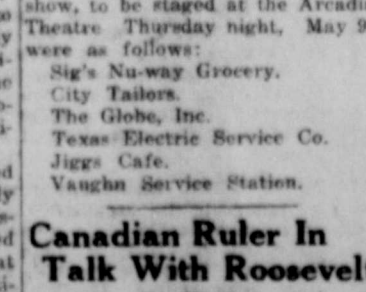 show, to be staged at the Arcadi
Theatre Thursday night, May 9
were as follows:
Sig's Nu-way Grocery.
City Tailors.
The Globe, Inc.
Texas Electric Service Co.
Jiggs Cafe.
Vaughn Service Station.
Canadian Ruler In
Talk With Roosevel